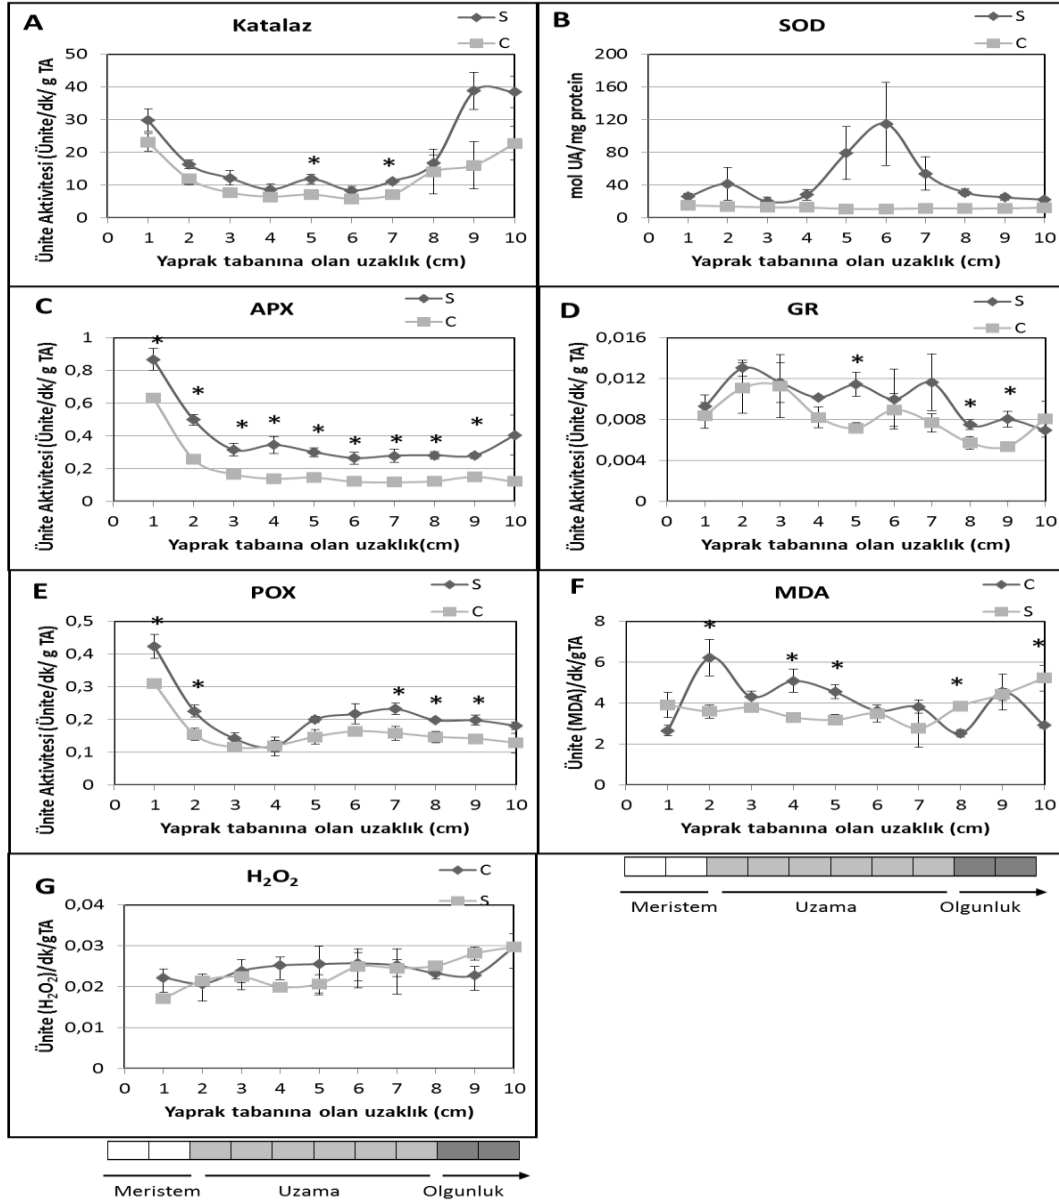 A
Katalaz
S
C
Ünite Aktivitesi (Ünite/dk/ g TA
50
40
30
20
10
0
0 1 2 3 4 5 6 7 8 9 10
* *
Yaprak tabanına olan uzaklık (cm)
B
SOD
S
C
mol UA/mg protein
200
160
120
80
40
0
0 1 2 3 4 5 6 7 8 9 10
Yaprak tabanına olan uzaklık (cm)
C
APX
S
C
Ünite Aktivitesi (Ünite/dk/ g TA)
1
0,8
0,6
0,4
0,2
0
* * * * * * * * *
0 1 2 3 4 5 6 7 8 9 10
Yaprak tabaına olan uzaklık(cm)
D
GR
S
C
Ünite Aktivitesi (Ünite/dk/ g TA)
0,016
0,012
0,008
0,004
0
* * *
0 1 2 3 4 5 6 7 8 9 10
Yaprak tabanına olan uzaklık (cm)
E
POX
S
C
Ünite Aktivitesi (Ünite/dk/ g TA)
0,5
0,4
0,3
0,2
0,1
0
* * * * *
0 1 2 3 4 5 6 7 8 9 10
Yaprak tabanına olan uzaklık (cm)
F
MDA
C
S
Ünite (MDA)/dk/gTA
8
6
4
2
0
* * * * *
0 1 2 3 4 5 6 7 8 9 10
Yaprak tabanına olan uzaklık (cm)
Meristem Uzama Olgunluk
G
H₂O₂
C
S
Ünite (H₂O₂)/dk/gTA
0,04
0,03
0,02
0,01
0
0 1 2 3 4 5 6 7 8 9 10
Yaprak tabanına olan uzaklık (cm)
Meristem Uzama Olgunluk